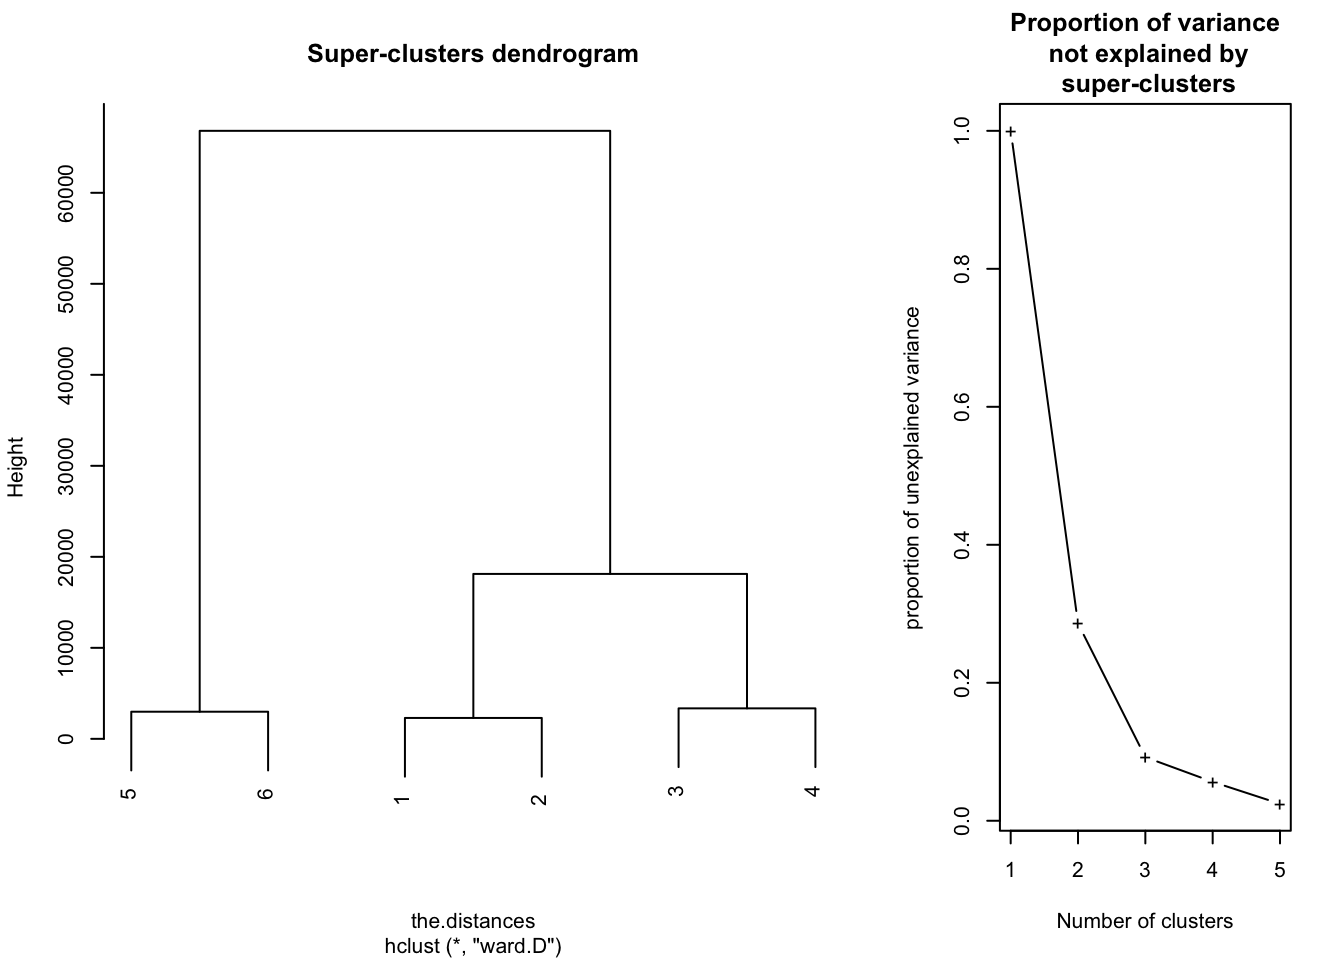 Super-clusters dendrogram
Height
60000
50000
40000
30000
20000
10000
0
5
6
1
2
3
4
the.distances
hclust (*, "ward.D")
Proportion of variance
not explained by
super-clusters
proportion of unexplained variance
1.0
0.8
0.6
0.4
0.2
0.0
1 2 3 4 5
Number of clusters